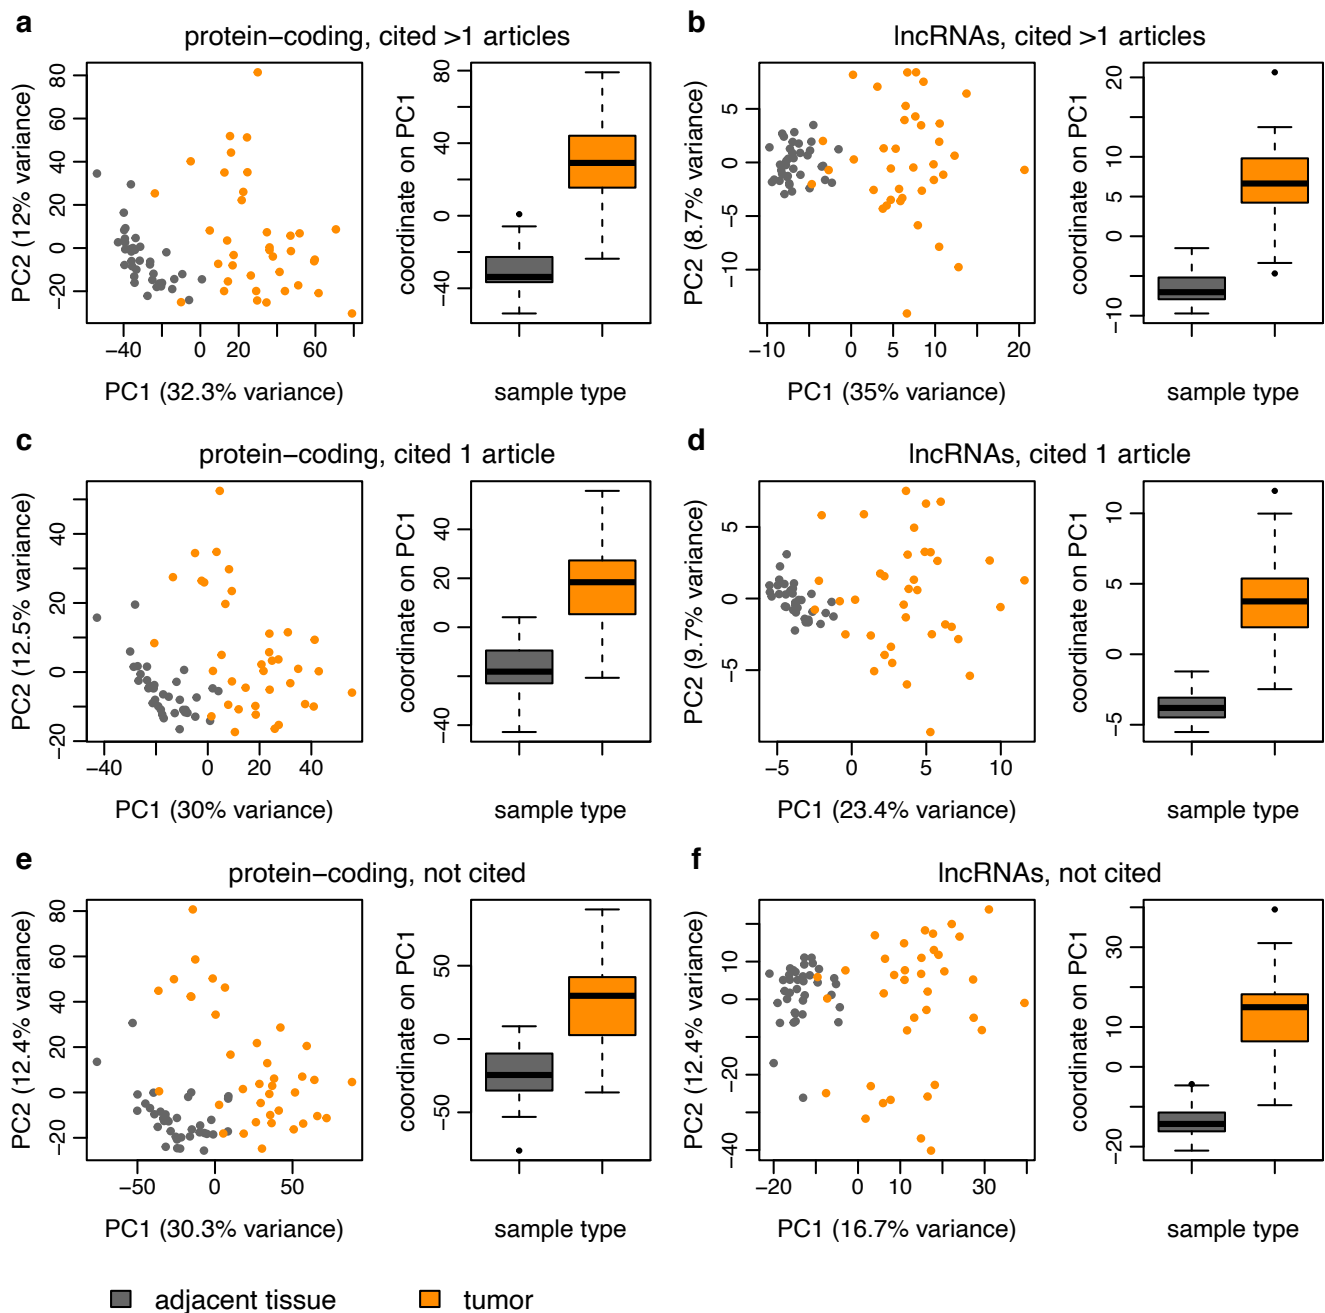 a
protein−coding, cited >1 articles
PC2 (12% variance)
80
60
40
20
0
−20
−40
0
20
60
PC1 (32.3% variance)
coordinate on PC1
80
40
0
−40
sample type
b
lncRNAs, cited >1 articles
PC2 (8.7% variance)
5
0
−5
−10
−10
0
5
10
20
PC1 (35% variance)
coordinate on PC1
20
10
5
0
−10
sample type
c
protein−coding, cited 1 article
PC2 (12.5% variance)
40
20
0
−20
−40
0
20
40
PC1 (30% variance)
coordinate on PC1
40
20
0
−40
sample type
d
lncRNAs, cited 1 article
PC2 (9.7% variance)
5
0
−5
−5
0
5
10
PC1 (23.4% variance)
coordinate on PC1
10
5
0
−5
sample type
e
protein−coding, not cited
PC2 (12.4% variance)
80
60
40
20
0
−20
−50
0
50
PC1 (30.3% variance)
coordinate on PC1
50
0
−50
sample type
f
lncRNAs, not cited
PC2 (12.4% variance)
10
0
−20
−40
−20
0
10
30
PC1 (16.7% variance)
coordinate on PC1
30
10
0
−20
sample type
adjacent tissue
tumor